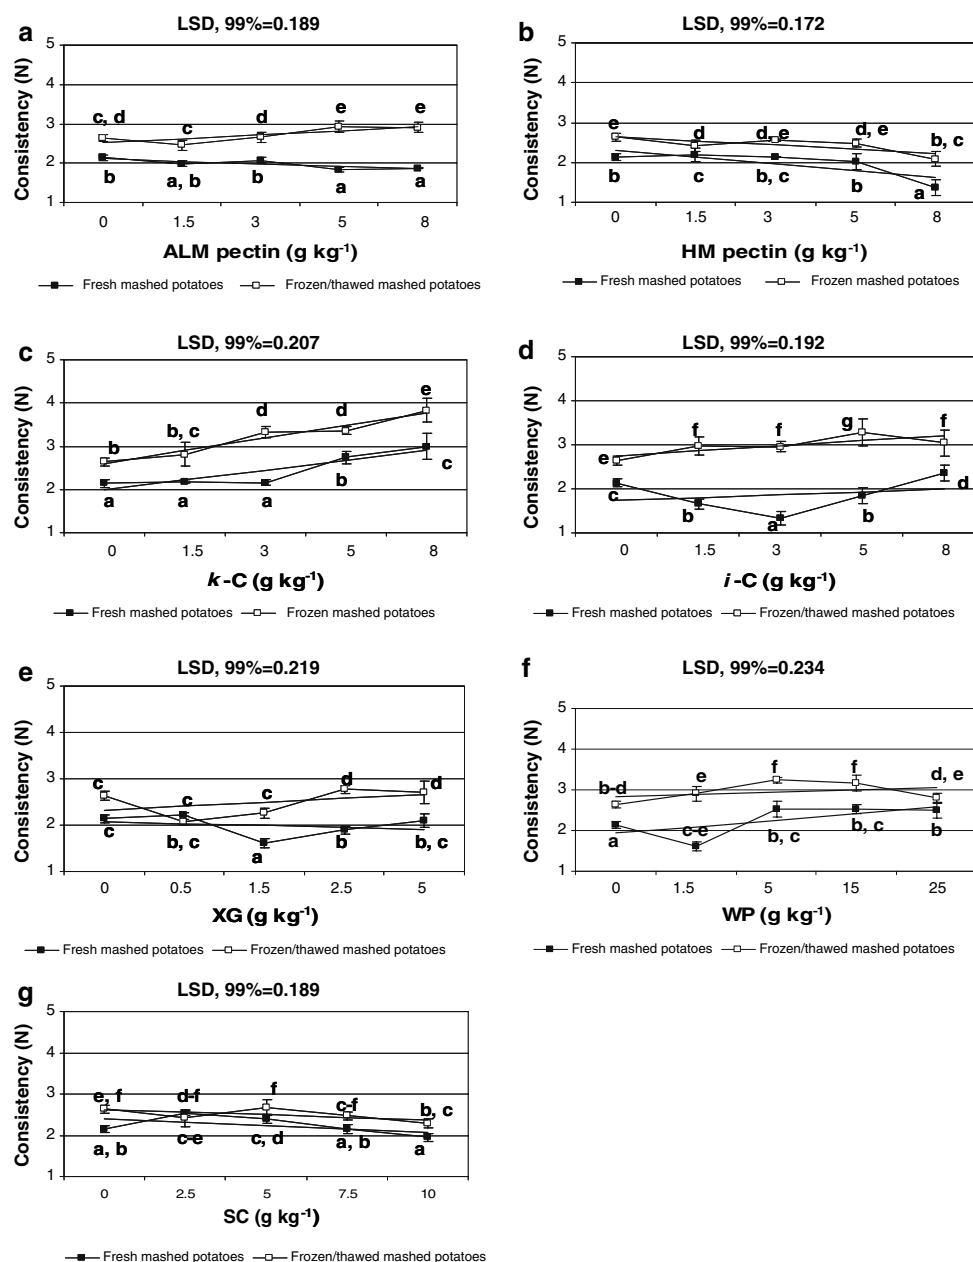 a
LSD, 99%=0.189
Consistency (N)
5
4
3
2
1
c, d
c
d
e
e
b
a, b
b
a
a
0 1.5 3 5 8
ALM pectin (g kg-1)
Fresh mashed potatoes Frozen/thawed mashed potatoes
b
LSD, 99%=0.172
Consistency (N)
5
4
3
2
1
e
d
d, e
d, e
b, c
b
c
b, c
b
a
0 1.5 3 5 8
HM pectin (g kg-1)
Fresh mashed potatoes Frozen mashed potatoes
c
LSD, 99%=0.207
Consistency (N)
5
4
3
2
1
b
b, c
d
d
e
a
a
a
b
c
0 1.5 3 5 8
k-C (g kg-1)
Fresh mashed potatoes Frozen mashed potatoes
d
LSD, 99%=0.192
Consistency (N)
5
4
3
2
1
e
f
f
g
f
c
b
a
b
d
0 1.5 3 5 8
i-C (g kg-1)
Fresh mashed potatoes Frozen/thawed mashed potatoes
e
LSD, 99%=0.219
Consistency (N)
5
4
3
2
1
c
c
c
d
d
c
b, c
a
b
b, c
0 0.5 1.5 2.5 5
XG (g kg-1)
Fresh mashed potatoes Frozen/thawed mashed potatoes
f
LSD, 99%=0.234
Consistency (N)
5
4
3
2
1
b-d
e
f
f
d, e
a
c-e
b, c
b, c
b
0 1.5 5 15 25
WP (g kg-1)
Fresh mashed potatoes Frozen/thawed mashed potatoes
g
LSD, 99%=0.189
Consistency (N)
5
4
3
2
1
e, f
d-f
f
c-f
b, c
a, b
c-e
c, d
a, b
a
0 2.5 5 7.5 10
SC (g kg-1)
Fresh mashed potatoes Frozen/thawed mashed potatoes